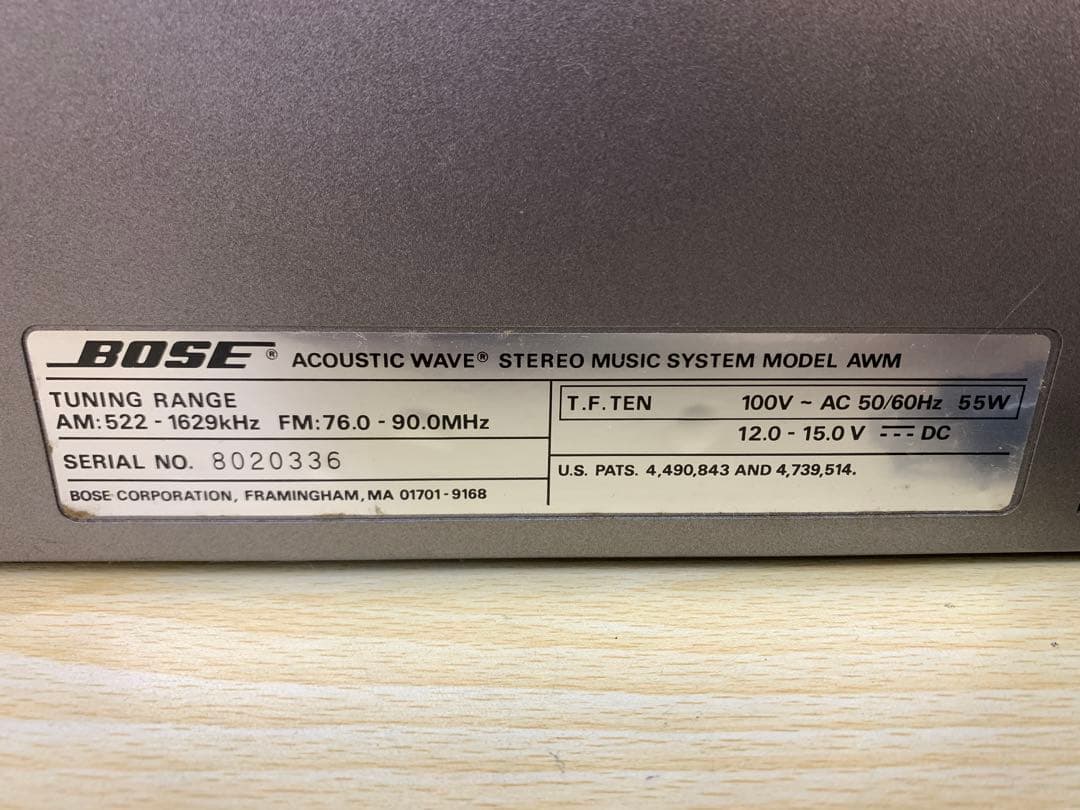 BOSE® ACOUSTIC WAVE® STEREO MUSIC SYSTEM MODEL AWM
TUNING RANGE
AM:522 - 1629kHz FM:76.0 - 90.0MHz
SERIAL NO. 8020336
BOSE CORPORATION, FRAMINGHAM, MA 01701-9168
T.F.TEN 100V ~ AC 50/60Hz 55W
12.0 - 15.0 V ⎓ DC
U.S. PATS. 4,490,843 AND 4,739,514.